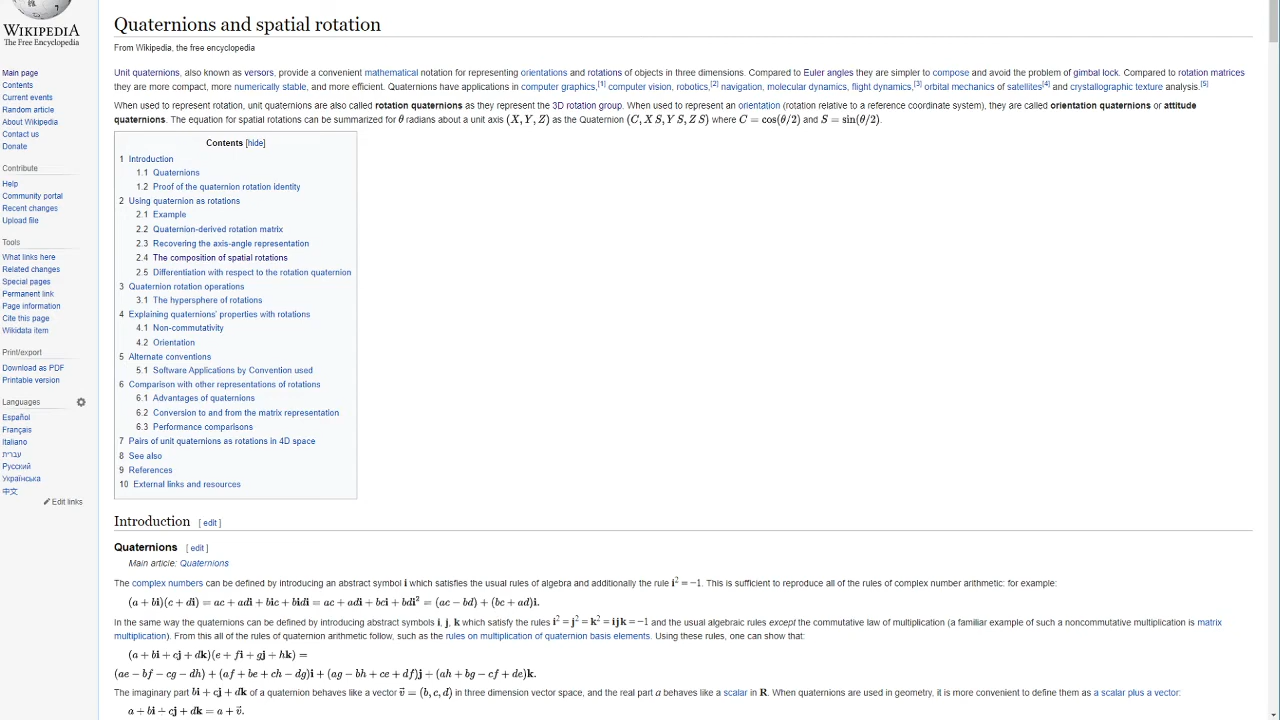 WIKIPEDIA
The Free Encyclopedia
Main page
Contents
Current events
Random article
About Wikipedia
Contact us
Donate
Contribute
Help
Community portal
Recent changes
Upload file
Tools
What links here
Related changes
Special pages
Permanent link
Page information
Cite this page
Wikidata item
Print/export
Download as PDF
Printable version
Languages
Español
Français
Italiano
עברית
Русский
Українська
中文
Edit links
Quaternions and spatial rotation
From Wikipedia, the free encyclopedia
Unit quaternions, also known as versors, provide a convenient mathematical notation for representing orientations and rotations of objects in three dimensions. Compared to Euler angles they are simpler to compose and avoid the problem of gimbal lock. Compared to rotation matrices
they are more compact, more numerically stable, and more efficient. Quaternions have applications in computer graphics,[1] computer vision, robotics,[2] navigation, molecular dynamics, flight dynamics,[3] orbital mechanics of satellites[4] and crystallographic texture analysis.[5]
When used to represent rotation, unit quaternions are also called rotation quaternions as they represent the 3D rotation group. When used to represent an orientation (rotation relative to a reference coordinate system), they are called orientation quaternions or attitude
quaternions. The equation for spatial rotations can be summarized for θ radians about a unit axis (X, Y, Z) as the Quaternion (C, X S, Y S, Z S) where C = cos(θ/2) and S = sin(θ/2).
Contents [hide]
1 Introduction
1.1 Quaternions
1.2 Proof of the quaternion rotation identity
2 Using quaternion as rotations
2.1 Example
2.2 Quaternion-derived rotation matrix
2.3 Recovering the axis-angle representation
2.4 The composition of spatial rotations
2.5 Differentiation with respect to the rotation quaternion
3 Quaternion rotation operations
3.1 The hypersphere of rotations
4 Explaining quaternions' properties with rotations
4.1 Non-commutativity
4.2 Orientation
5 Alternate conventions
5.1 Software Applications by Convention used
6 Comparison with other representations of rotations
6.1 Advantages of quaternions
6.2 Conversion to and from the matrix representation
6.3 Performance comparisons
7 Pairs of unit quaternions as rotations in 4D space
8 See also
9 References
10 External links and resources
Introduction [ edit ]
Quaternions [ edit ]
Main article: Quaternions
The complex numbers can be defined by introducing an abstract symbol i which satisfies the usual rules of algebra and additionally the rule i² = −1. This is sufficient to reproduce all of the rules of complex number arithmetic: for example:
(a + bi)(c + di) = ac + adi + bic + bidi = ac + adi + bci + bdi² = (ac − bd) + (bc + ad)i.
In the same way the quaternions can be defined by introducing abstract symbols i, j, k which satisfy the rules i² = j² = k² = i j k = −1 and the usual algebraic rules except the commutative law of multiplication (a familiar example of such a noncommutative multiplication is matrix
multiplication). From this all of the rules of quaternion arithmetic follow, such as the rules on multiplication of quaternion basis elements. Using these rules, one can show that:
(a + bi + cj + dk)(e + fi + gj + hk) =
(ae − bf − cg − dh) + (af + be + ch − dg)i + (ag − bh + ce + df)j + (ah + bg − cf + de)k.
The imaginary part bi + cj + dk of a quaternion behaves like a vector v⃗ = (b, c, d) in three dimension vector space, and the real part a behaves like a scalar in R. When quaternions are used in geometry, it is more convenient to define them as a scalar plus a vector:
a + bi + cj + dk = a + v⃗.